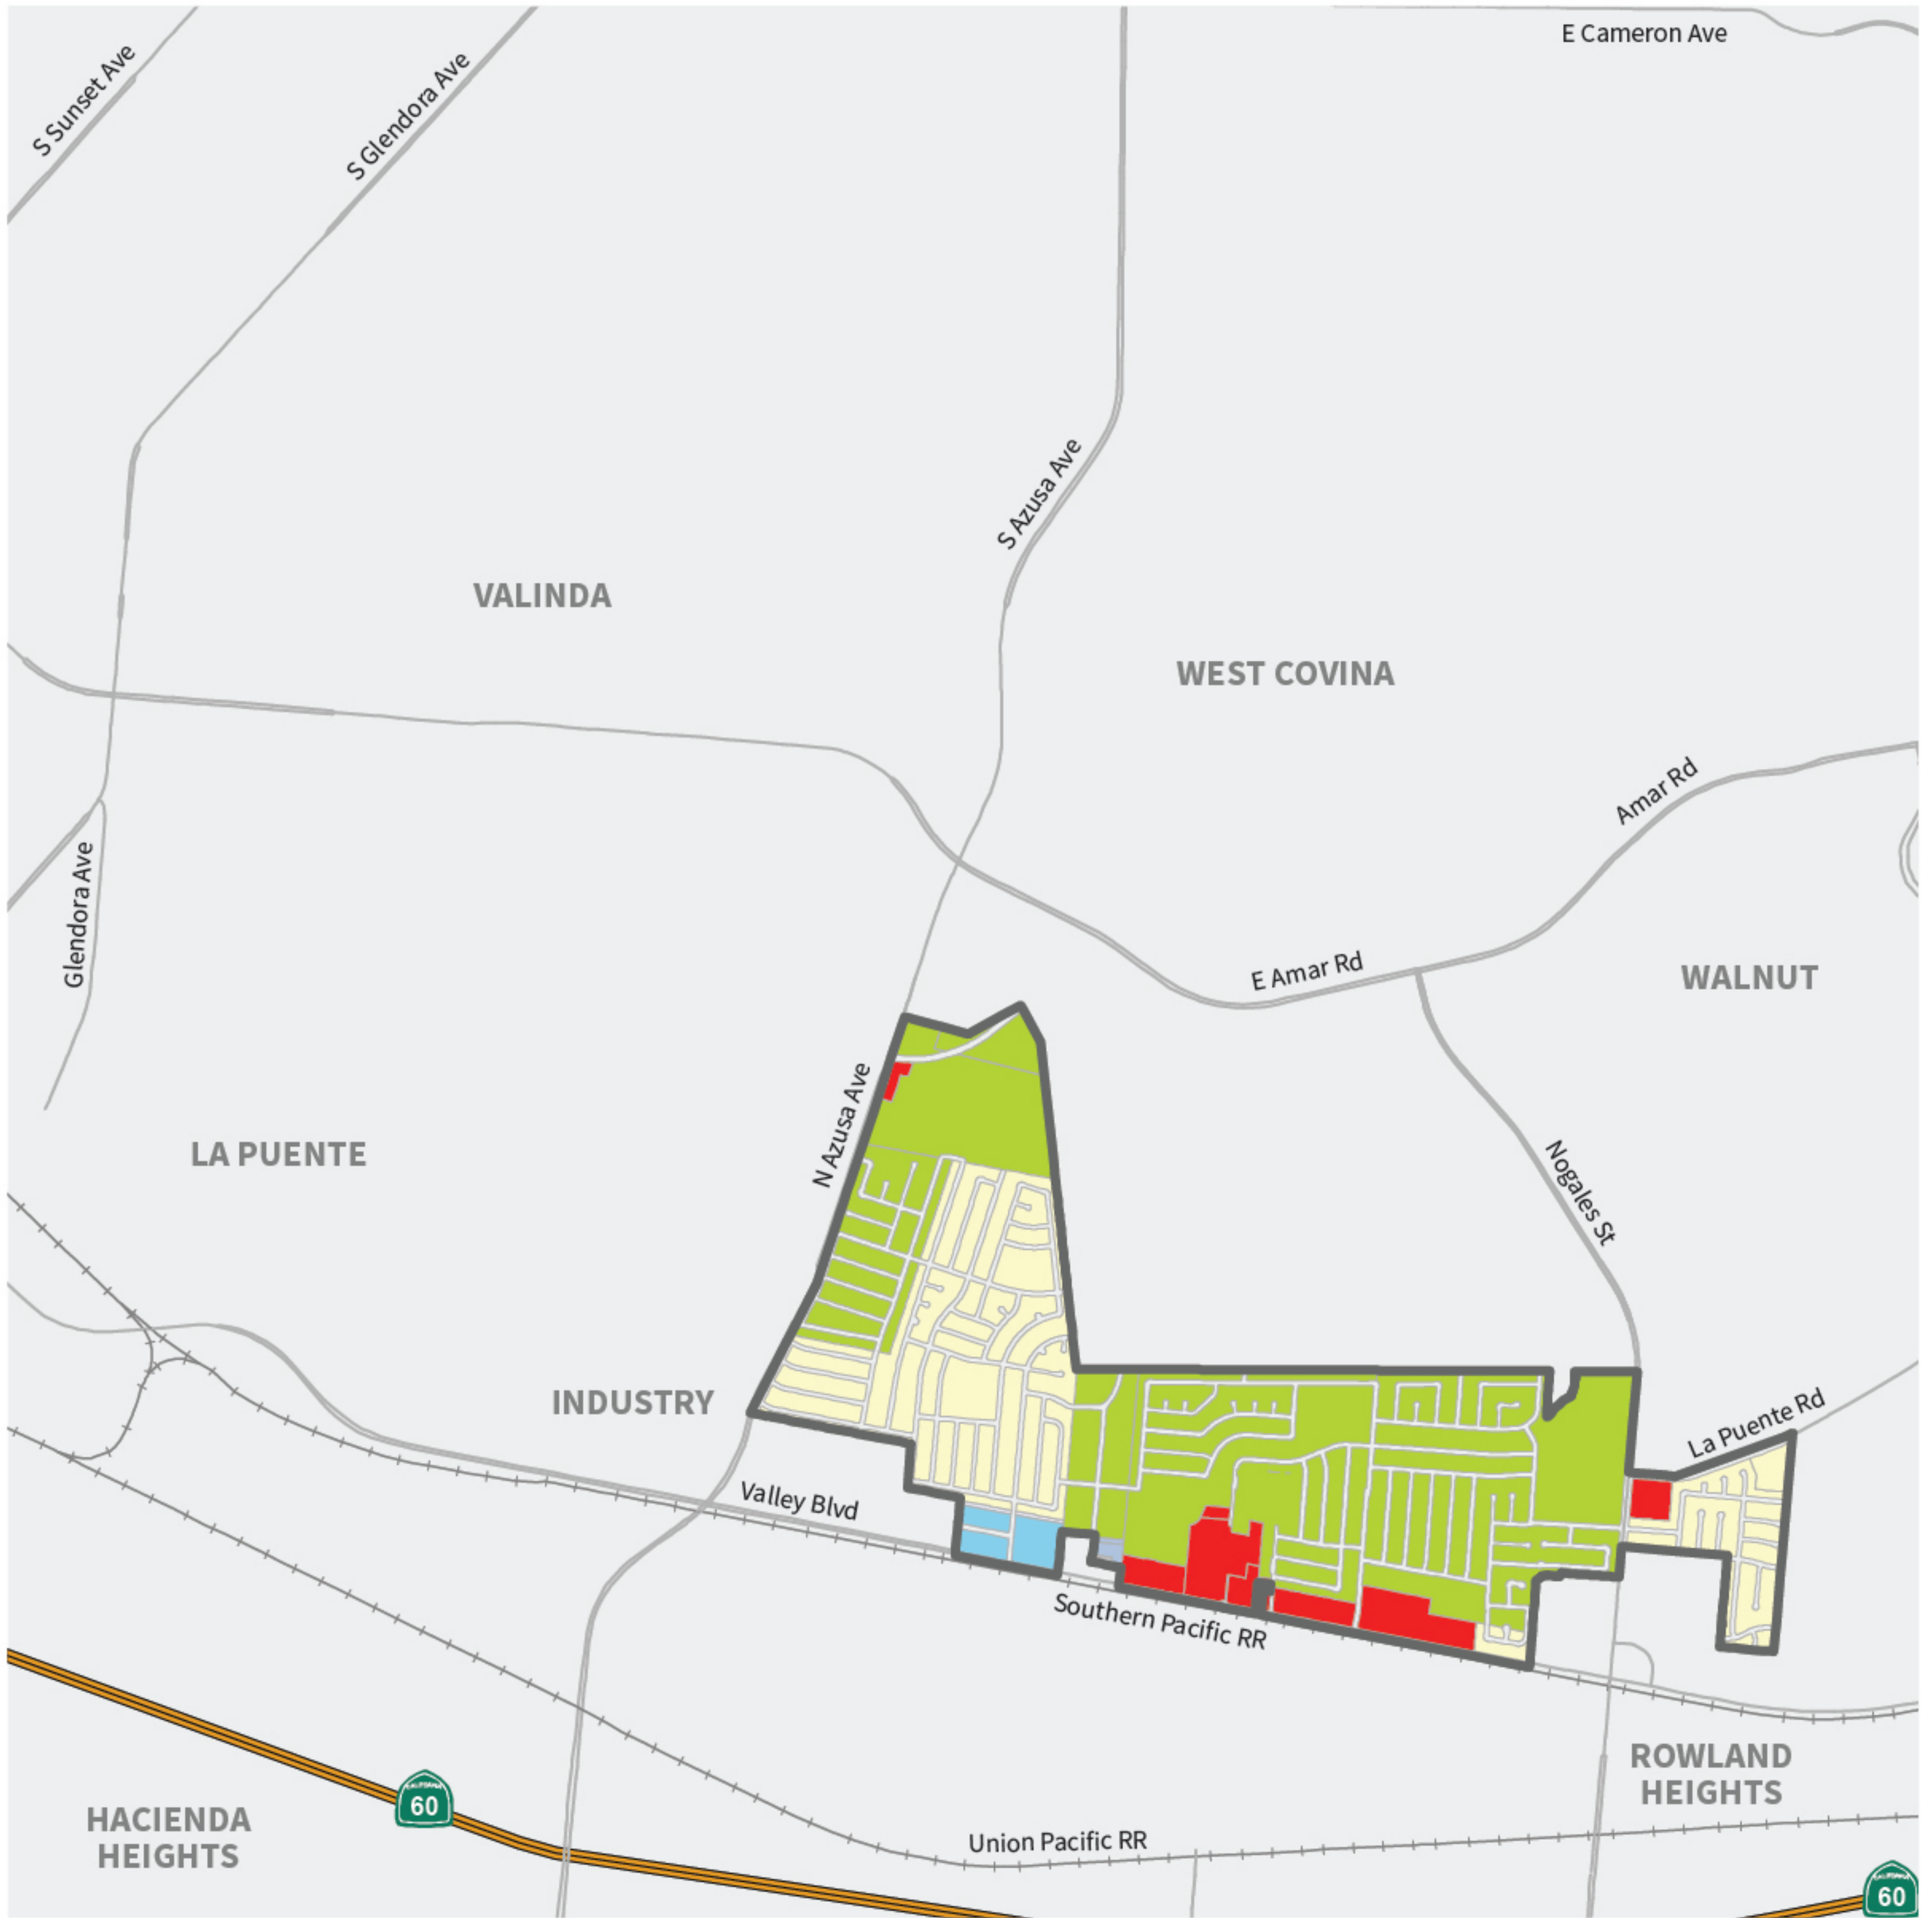 E Cameron Ave
S Sunset Ave
S Glendora Ave
S Azusa Ave
VALINDA
WEST COVINA
Amar Rd
Glendora Ave
E Amar Rd
WALNUT
N Azusa Ave
LA PUENTE
Nogales St
INDUSTRY
La Puente Rd
Valley Blvd
Southern Pacific RR
ROWLAND
HEIGHTS
CALIFORNIA
60
HACIENDA
HEIGHTS
Union Pacific RR
CALIFORNIA
60